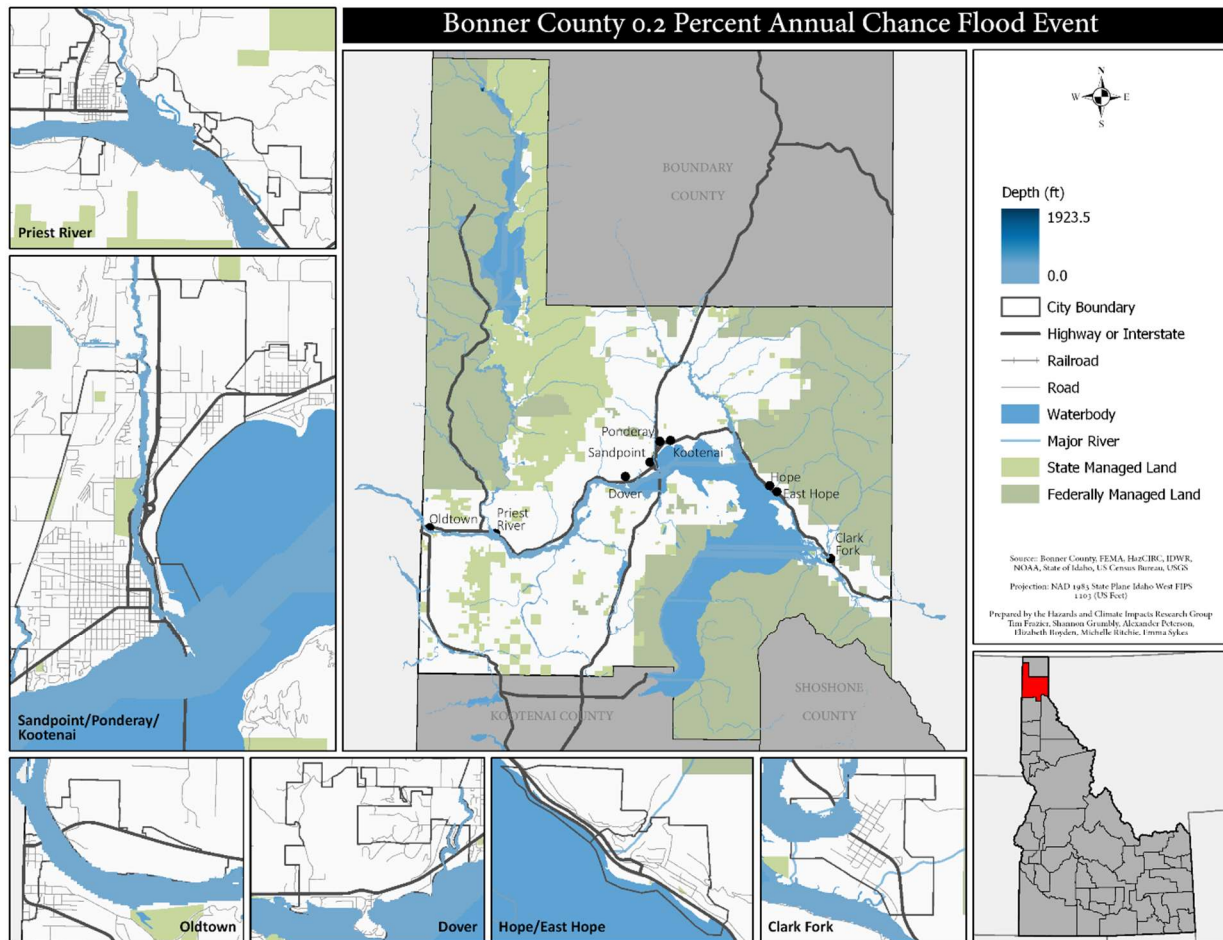 Bonner County 0.2 Percent Annual Chance Flood Event
Priest River
Sandpoint/Ponderay/
Kootenai
BOUNDARY
COUNTY
Ponderay
Sandpoint
Kootenai
Dover
Hope
East Hope
Oldtown
Priest
River
Clark
Fork
KOOTENAI COUNTY
SHOSHONE
COUNTY
N
W
E
S
Depth (ft)
1923.5
0.0
City Boundary
Highway or Interstate
Railroad
Road
Waterbody
Major River
State Managed Land
Federally Managed Land
Source: Bonner County, FEMA, HazCIRC, IDWR,
NOAA, State of Idaho, US Census Bureau, USGS
Projection: NAD 1983 State Plane Idaho West FIPS
1103 (US Feet)
Prepared by the Hazards and Climate Impacts Research Group
Tim Frazier, Shannon Grumbly, Alexander Peterson,
Elizabeth Boyden, Michelle Ritchie, Emma Sykes
Oldtown
Dover
Hope/East Hope
Clark Fork